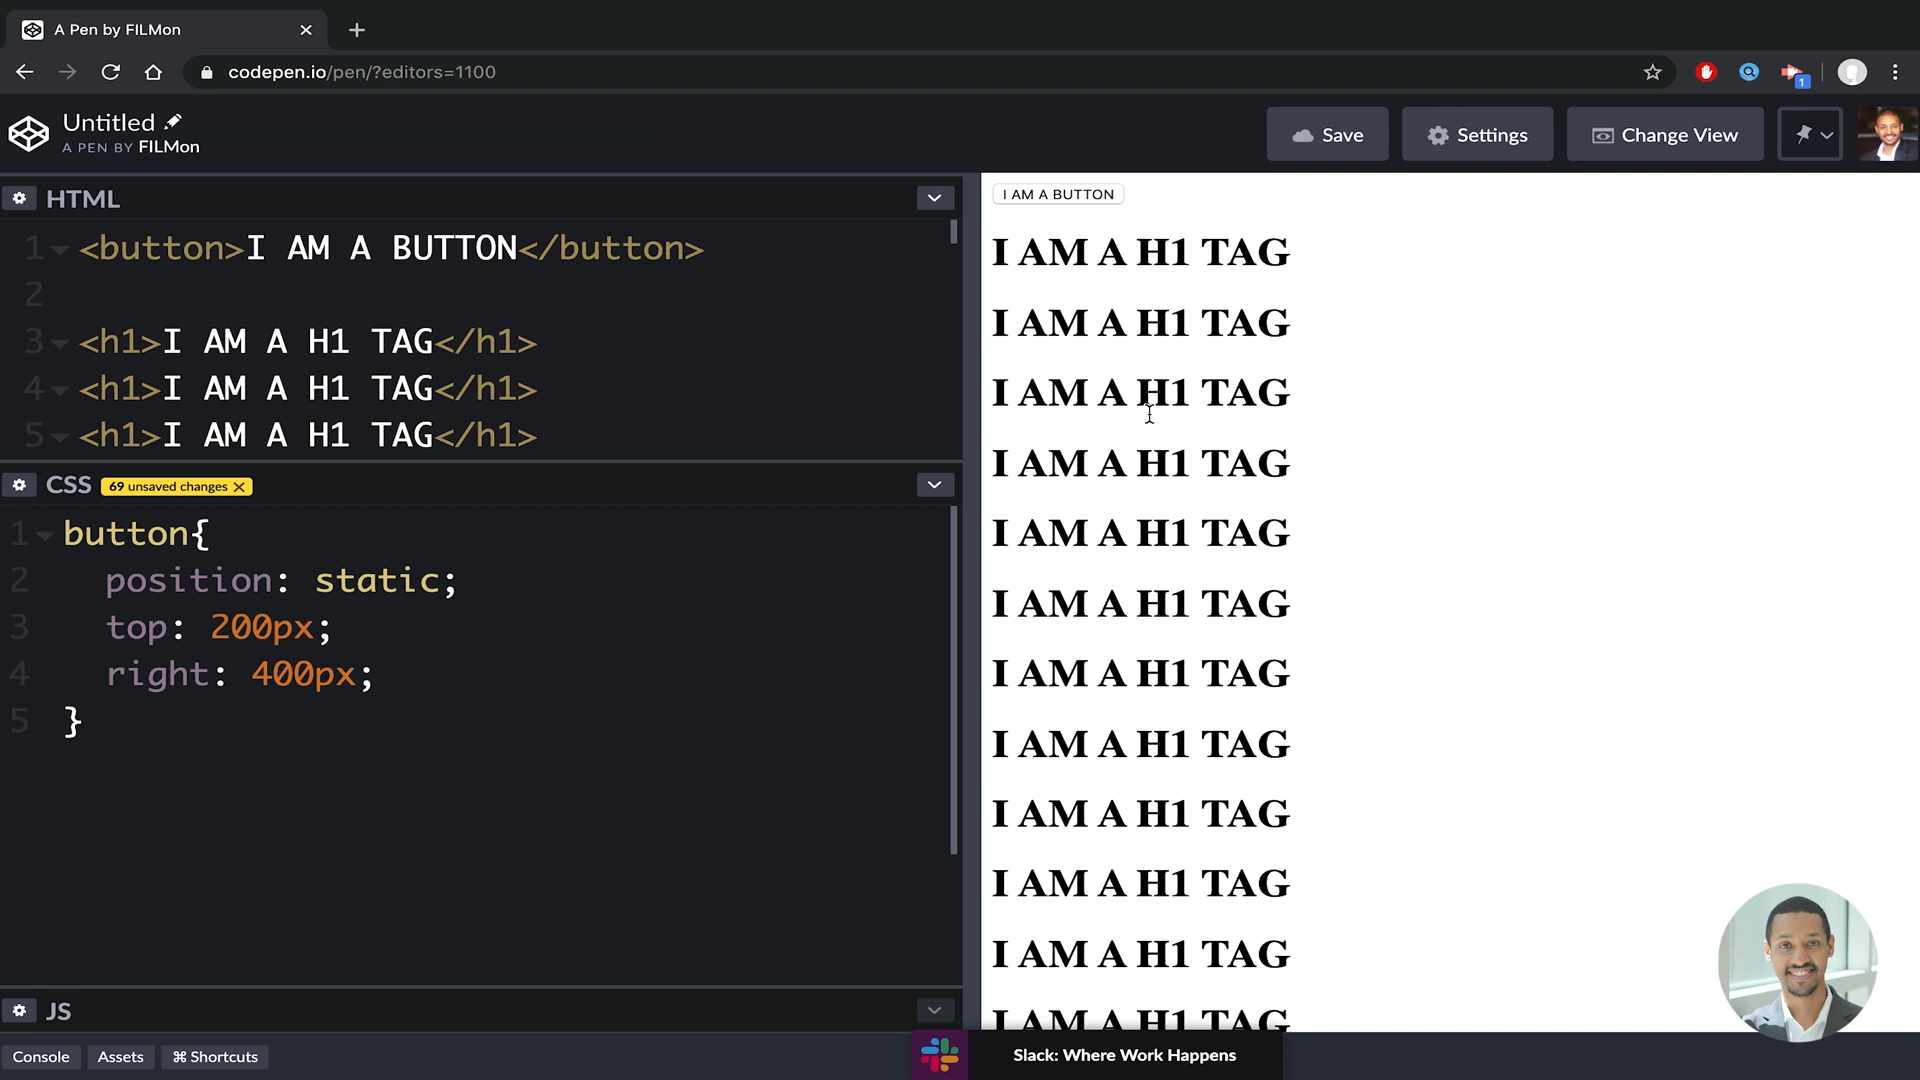 A Pen by FILMon
codepen.io/pen/?editors=1100
1
Untitled
A PEN BY FILMon
Save
Settings
Change View
HTML
1 <button>I AM A BUTTON</button>
2
3 <h1>I AM A H1 TAG</h1>
4 <h1>I AM A H1 TAG</h1>
5 <h1>I AM A H1 TAG</h1>
CSS 69 unsaved changes X
1 button{
2 position: static;
3 top: 200px;
4 right: 400px;
5 }
JS
Console Assets ⌘ Shortcuts
I AM A BUTTON
I AM A H1 TAG
I AM A H1 TAG
I AM A H1 TAG
I AM A H1 TAG
I AM A H1 TAG
I AM A H1 TAG
I AM A H1 TAG
I AM A H1 TAG
I AM A H1 TAG
I AM A H1 TAG
I AM A H1 TAG
I AM A H1 TAG
Slack: Where Work Happens